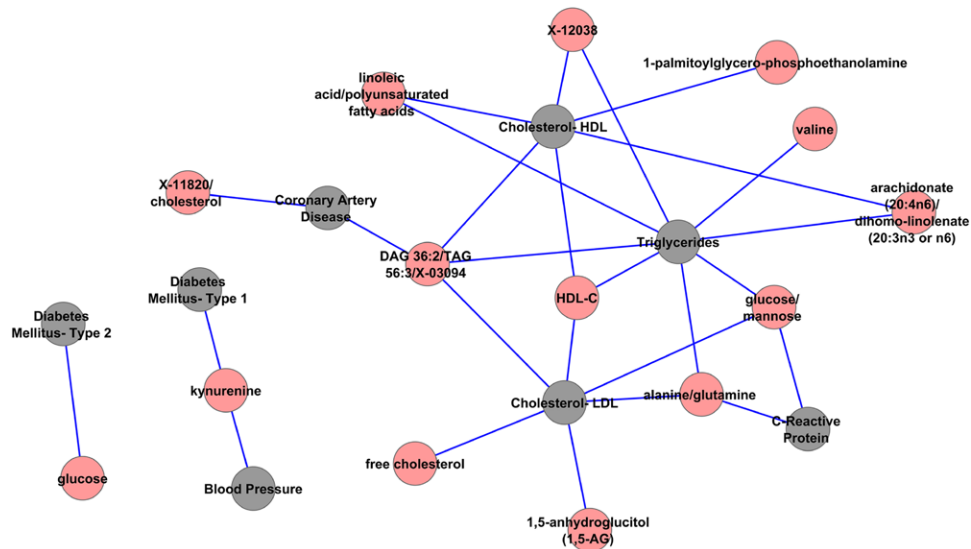 X-12038
1-palmitoylglycero-phosphoethanolamine
linoleic
acid/polyunsaturated
fatty acids
Cholesterol- HDL
valine
X-11820/
cholesterol
Coronary Artery
Disease
arachidonate
(20:4n6)/
dihomo-linolenate
(20:3n3 or n6)
Triglycerides
DAG 36:2/TAG
56:3/X-03094
Diabetes
Mellitus- Type 1
HDL-C
glucose/
mannose
Diabetes
Mellitus- Type 2
kynurenine
Cholesterol- LDL
alanine/glutamine
C-Reactive
Protein
free cholesterol
glucose
Blood Pressure
1,5-anhydroglucitol
(1,5-AG)